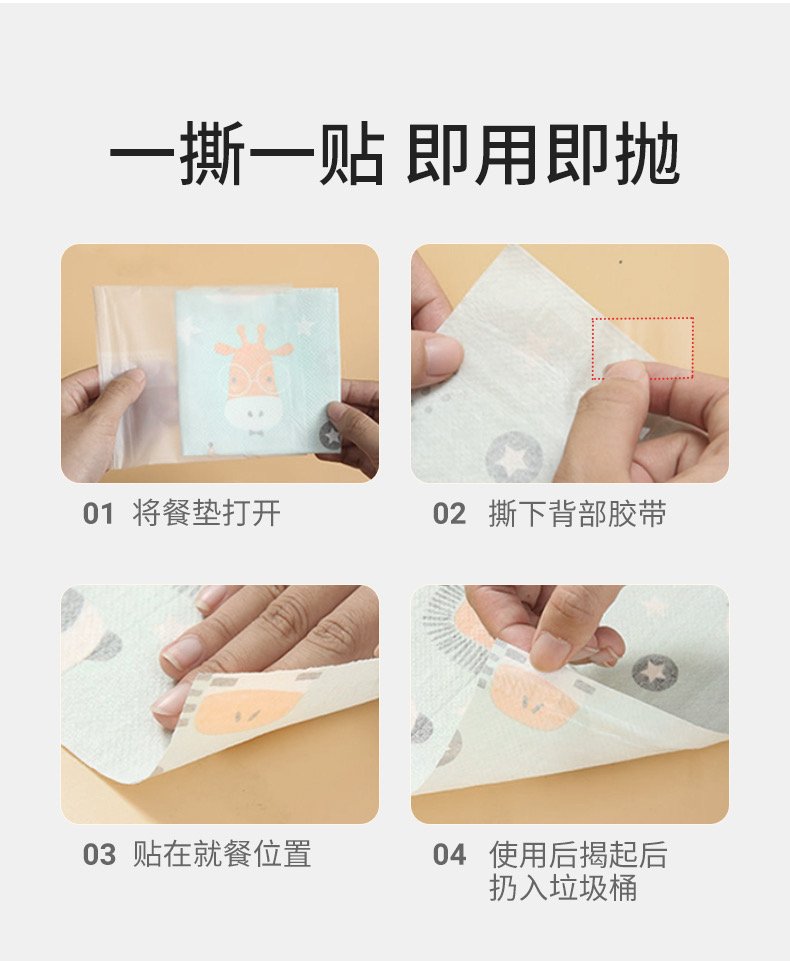 一撕一贴 即用即抛
01 将餐垫打开
02 撕下背部胶带
03 贴在就餐位置
04 使用后揭起后
扔入垃圾桶